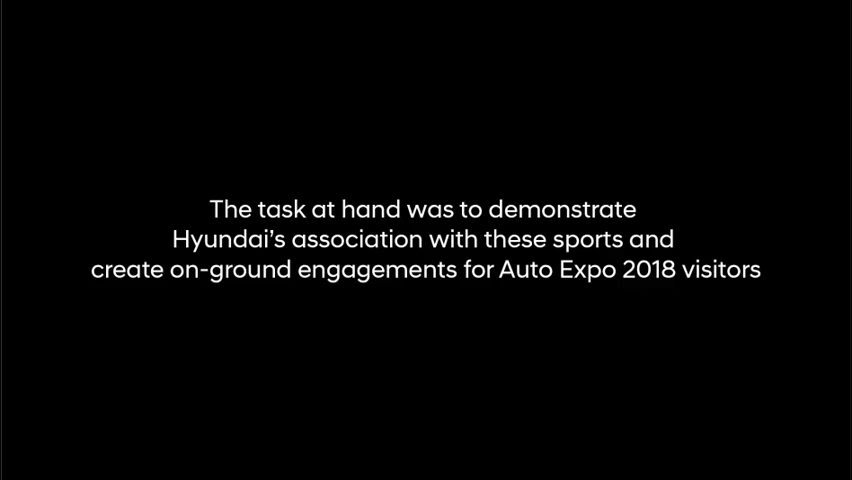 The task at hand was to demonstrate
Hyundai’s association with these sports and
create on-ground engagements for Auto Expo 2018 visitors